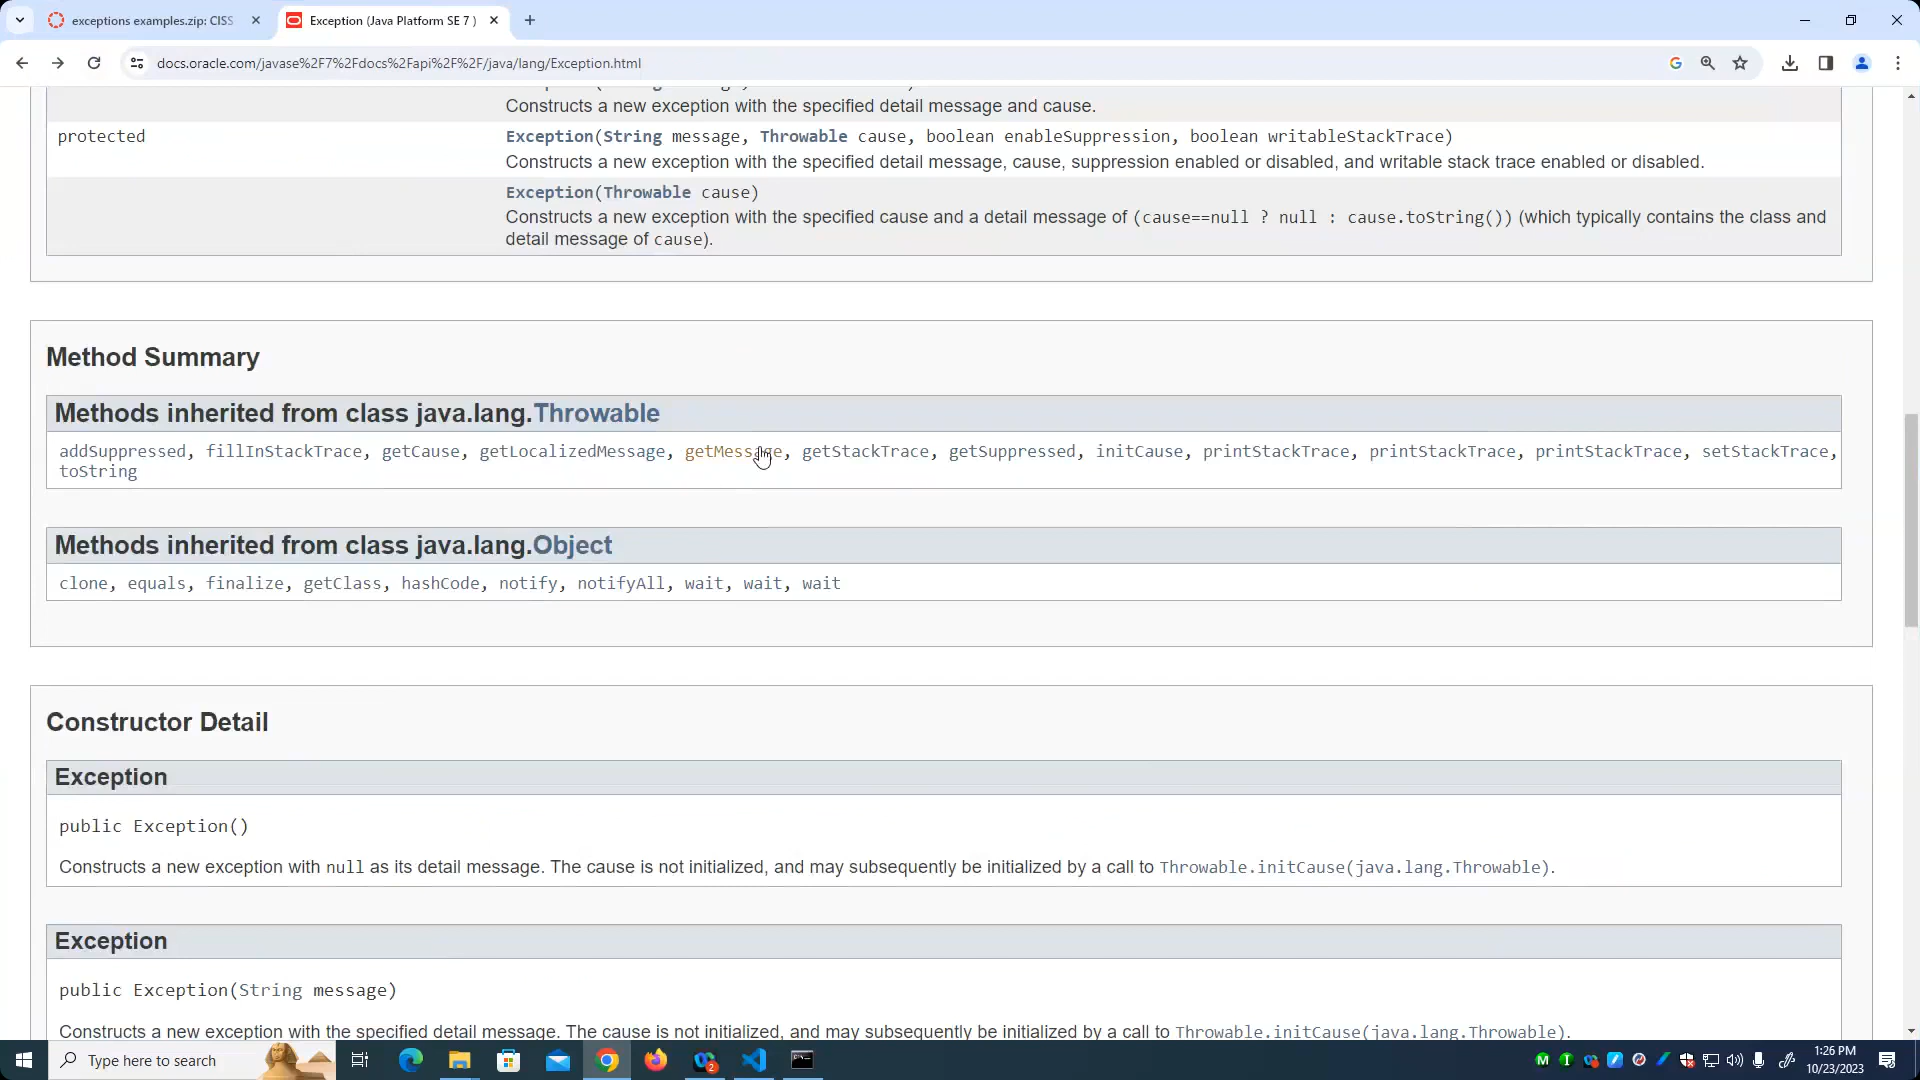 exceptions examples.zip: CISS
Exception (Java Platform SE 7 )
docs.oracle.com/javase%2F7%2Fdocs%2Fapi%2F%2F/java/lang/Exception.html
Constructs a new exception with the specified detail message and cause.
protected
Exception(String message, Throwable cause, boolean enableSuppression, boolean writableStackTrace)
Constructs a new exception with the specified detail message, cause, suppression enabled or disabled, and writable stack trace enabled or disabled.
Exception(Throwable cause)
Constructs a new exception with the specified cause and a detail message of (cause==null ? null : cause.toString()) (which typically contains the class and
detail message of cause).
Method Summary
Methods inherited from class java.lang.Throwable
addSuppressed, fillInStackTrace, getCause, getLocalizedMessage, getMessage, getStackTrace, getSuppressed, initCause, printStackTrace, printStackTrace, printStackTrace, setStackTrace,
toString
Methods inherited from class java.lang.Object
clone, equals, finalize, getClass, hashCode, notify, notifyAll, wait, wait, wait
Constructor Detail
Exception
public Exception()
Constructs a new exception with null as its detail message. The cause is not initialized, and may subsequently be initialized by a call to Throwable.initCause(java.lang.Throwable).
Exception
public Exception(String message)
Constructs a new exception with the specified detail message. The cause is not initialized, and may subsequently be initialized by a call to Throwable.initCause(java.lang.Throwable).
Type here to search
2
1:26 PM
10/23/2023